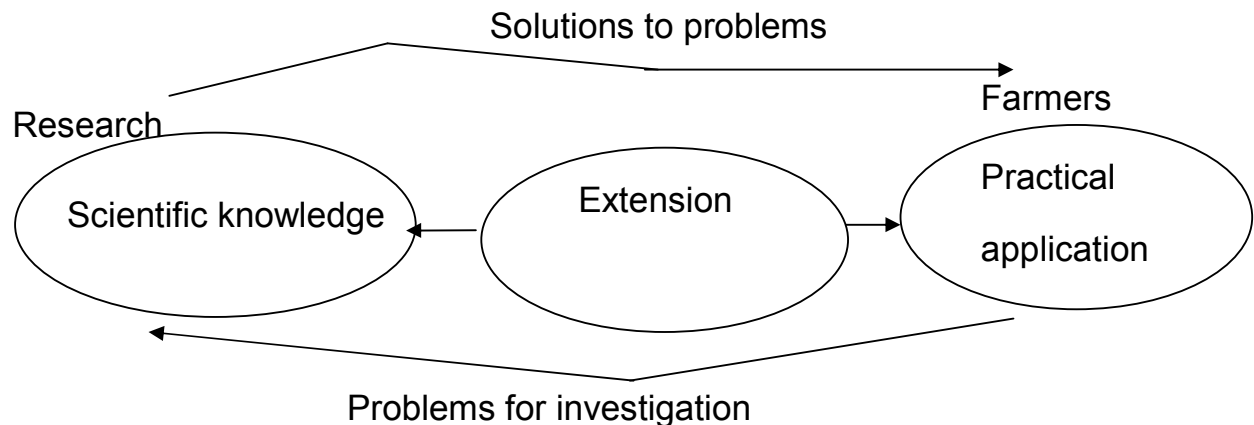 Solutions to problems
Research
Farmers
Scientific knowledge
Extension
Practical
application
Problems for investigation